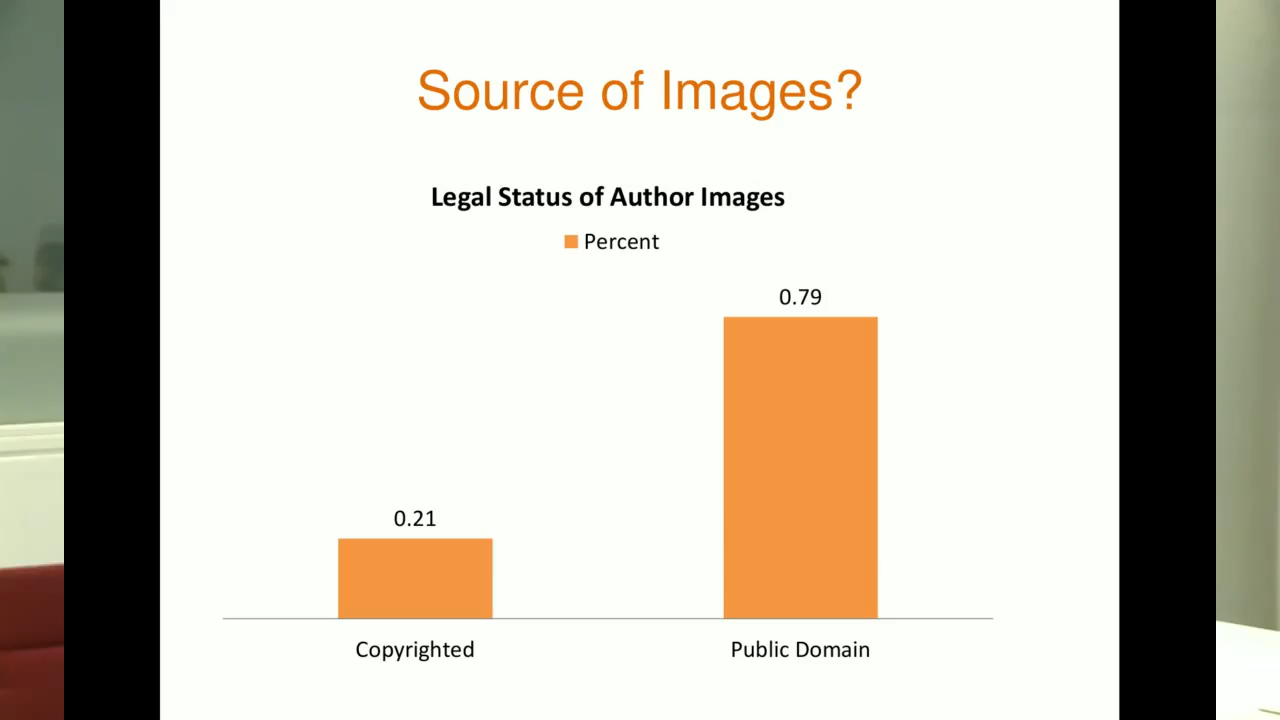 Source of Images?
Legal Status of Author Images
Percent
0.79
0.21
Copyrighted
Public Domain